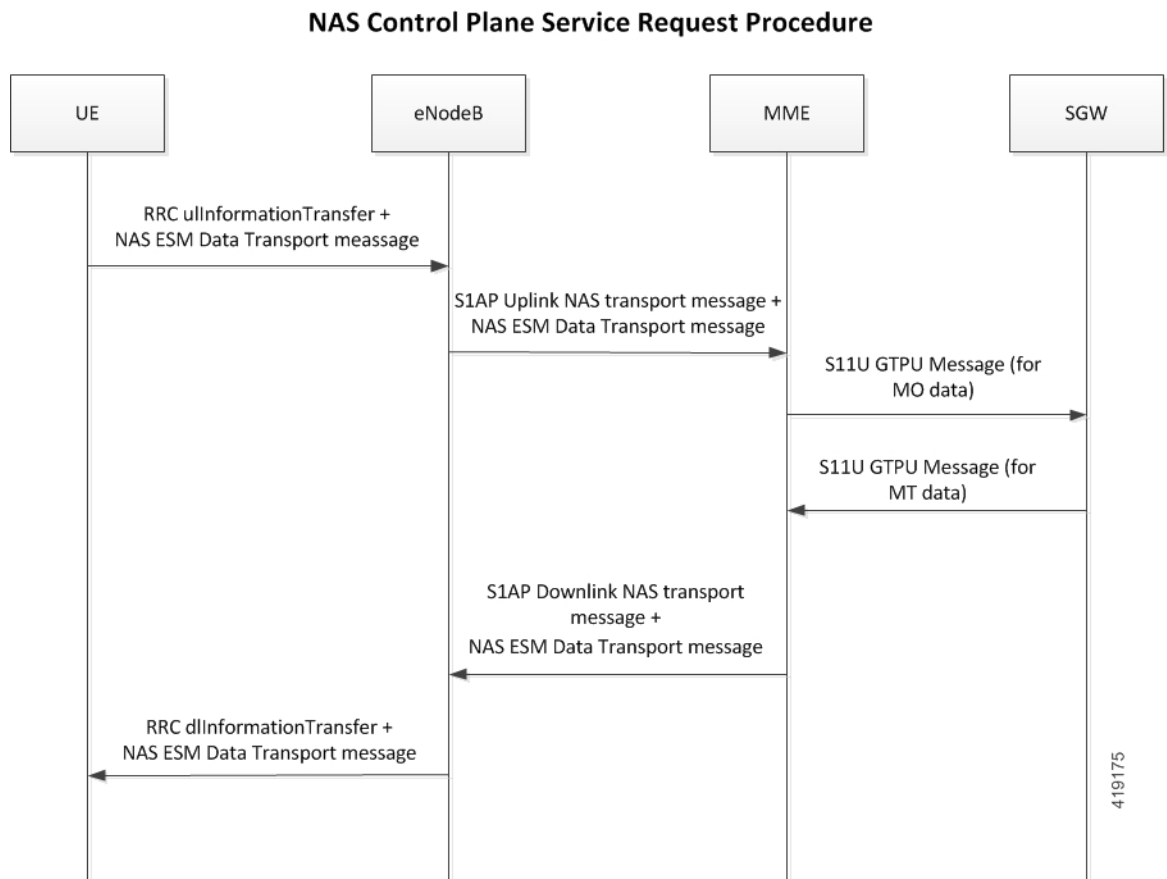 NAS Control Plane Service Request Procedure
UE
eNodeB
MME
SGW
RRC ulInformationTransfer +
NAS ESM Data Transport meassage
S1AP Uplink NAS transport message +
NAS ESM Data Transport message
S11U GTPU Message (for
MO data)
S11U GTPU Message (for
MT data)
S1AP Downlink NAS transport
message +
NAS ESM Data Transport message
RRC dlInformationTransfer +
NAS ESM Data Transport message
419175